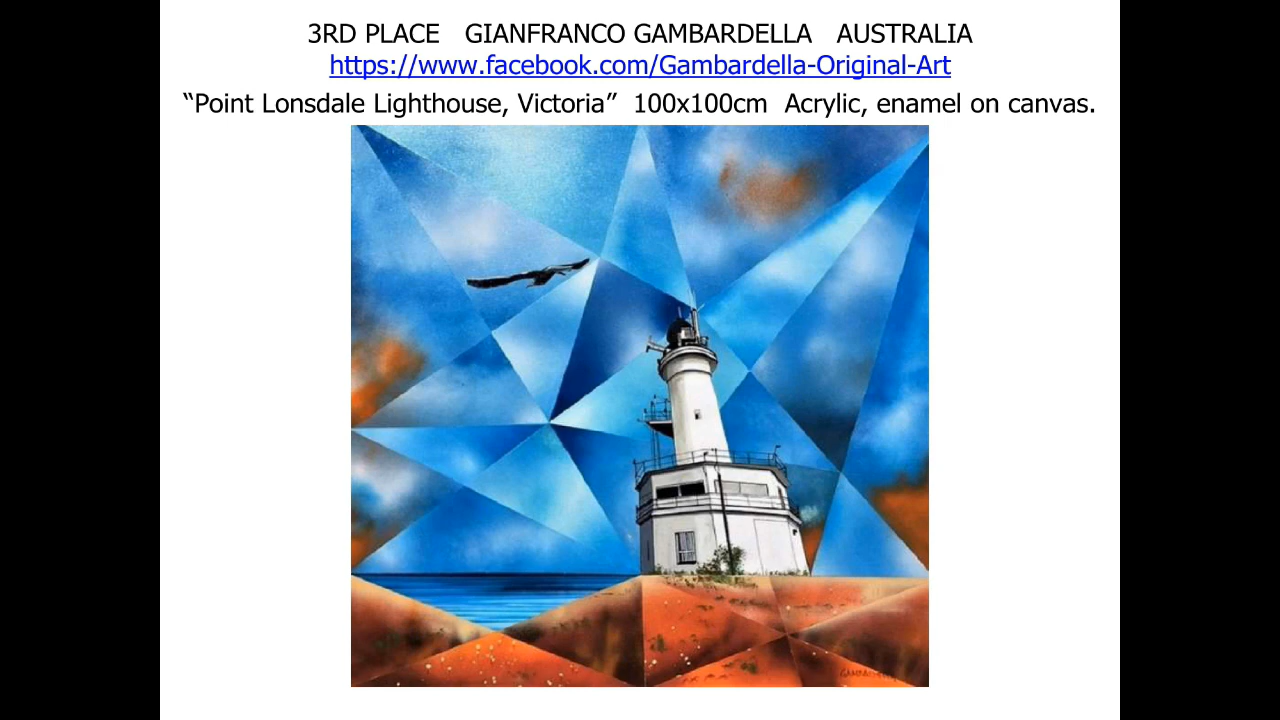 3RD PLACE GIANFRANCO GAMBARDELLA AUSTRALIA
https://www.facebook.com/Gambardella-Original-Art
“Point Lonsdale Lighthouse, Victoria” 100x100cm Acrylic, enamel on canvas.